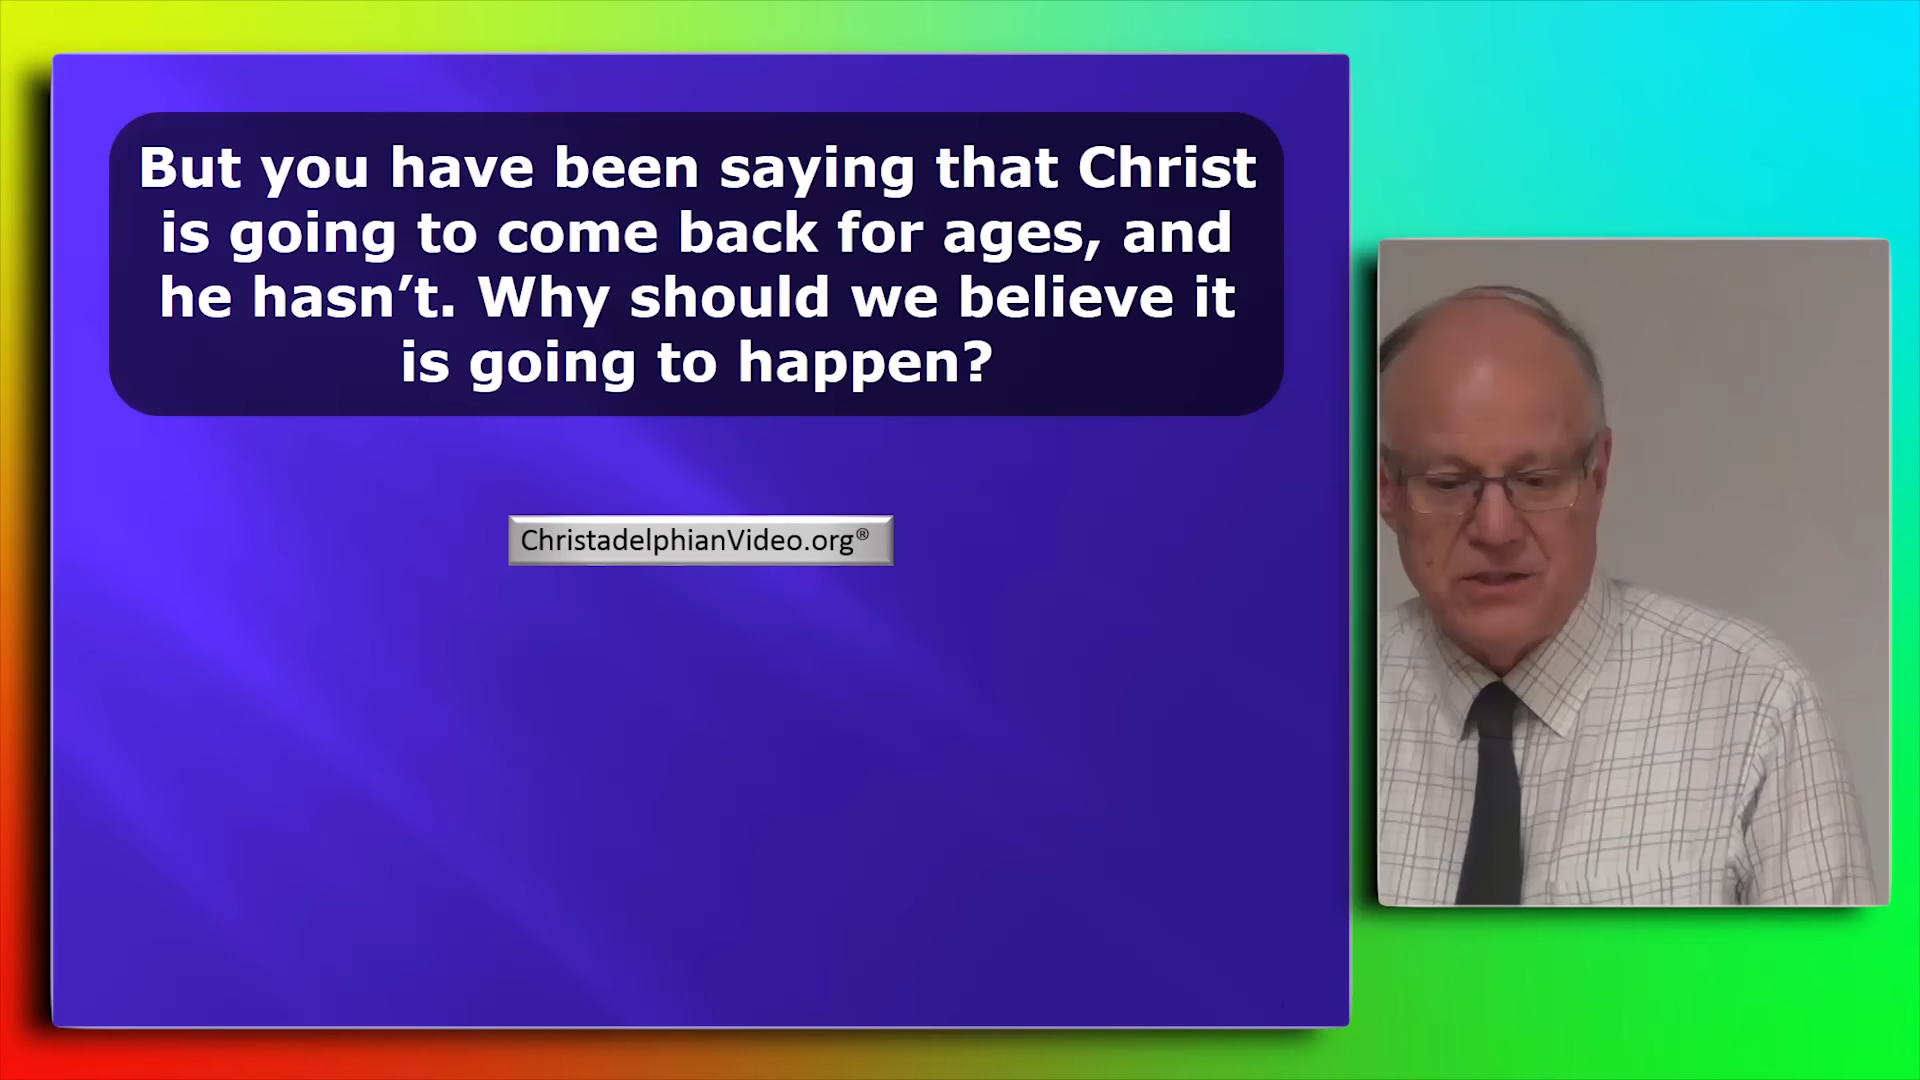 But you have been saying that Christ
is going to come back for ages, and
he hasn’t. Why should we believe it
is going to happen?
ChristadelphianVideo.org®